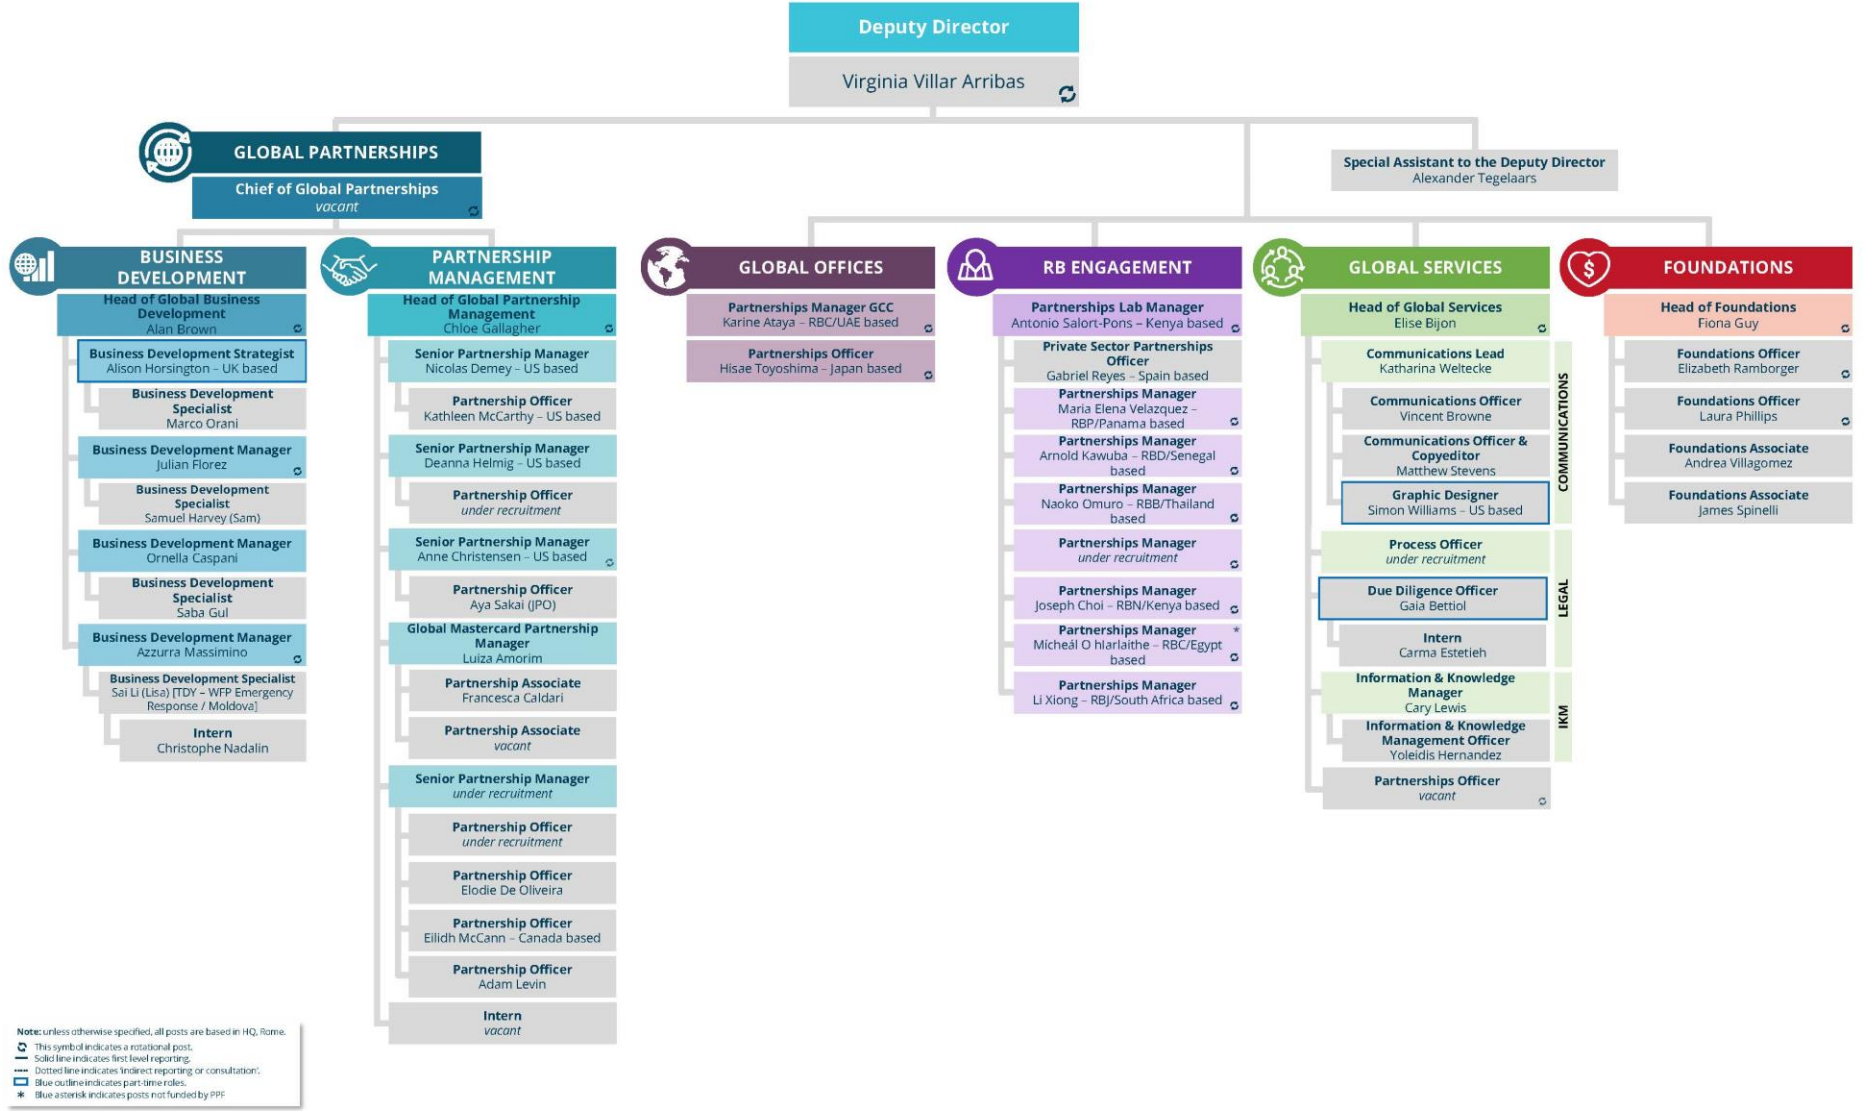 Deputy Director
Virginia Villar Arribas
GLOBAL PARTNERSHIPS
Chief of Global Partnerships
vacant
Special Assistant to the Deputy Director
Alexander Tegelaars
BUSINESS
DEVELOPMENT
Head of Global Business
Development
Alan Brown
Business Development Strategist
Alison Horsington – UK based
Business Development
Specialist
Marco Orani
Business Development Manager
Julian Florez
Business Development
Specialist
Samuel Harvey (Sam)
Business Development Manager
Ornella Caspani
Business Development
Specialist
Saba Gul
Business Development Manager
Azzurra Massimino
Business Development Specialist
Sai Li (Lisa) [TDY – WFP Emergency
Response / Moldova]
Intern
Christophe Nadalin
PARTNERSHIP
MANAGEMENT
Head of Global Partnership
Management
Chloe Gallagher
Senior Partnership Manager
Nicolas Demey – US based
Partnership Officer
Kathleen McCarthy – US based
Senior Partnership Manager
Deanna Helmig – US based
Partnership Officer
under recruitment
Senior Partnership Manager
Anne Christensen – US based
Partnership Officer
Aya Sakai (JPO)
Global Mastercard Partnership
Manager
Luiza Amorim
Partnership Associate
Francesca Caldari
Partnership Associate
vacant
Senior Partnership Manager
under recruitment
Partnership Officer
under recruitment
Partnership Officer
Elodie De Oliveira
Partnership Officer
Eilidh McCann – Canada based
Partnership Officer
Adam Levin
Intern
vacant
GLOBAL OFFICES
Partnerships Manager GCC
Karine Ataya – RBC/UAE based
Partnerships Officer
Hisae Toyoshima – Japan based
RB ENGAGEMENT
Partnerships Lab Manager
Antonio Salort-Pons – Kenya based
Private Sector Partnerships
Officer
Gabriel Reyes – Spain based
Partnerships Manager
Maria Elena Velazquez –
RBP/Panama based
Partnerships Manager
Arnold Kawuba – RBD/Senegal
based
Partnerships Manager
Naoko Omuro – RBB/Thailand
based
Partnerships Manager
under recruitment
Partnerships Manager
Joseph Choi – RBN/Kenya based
Partnerships Manager *
Mícheál O hIarlaithe – RBC/Egypt
based
Partnerships Manager
Li Xiong – RBJ/South Africa based
GLOBAL SERVICES
Head of Global Services
Elise Bijon
Communications Lead
Katharina Weltecke
Communications Officer
Vincent Browne
Communications Officer &
Copyeditor
Matthew Stevens
Graphic Designer
Simon Williams – US based
COMMUNICATIONS
Process Officer
under recruitment
Due Diligence Officer
Gaia Bettiol
Intern
Carma Estetieh
LEGAL
Information & Knowledge
Manager
Cary Lewis
Information & Knowledge
Management Officer
Yoleidis Hernandez
IKM
Partnerships Officer
vacant
FOUNDATIONS
Head of Foundations
Fiona Guy
Foundations Officer
Elizabeth Ramborger
Foundations Officer
Laura Phillips
Foundations Associate
Andrea Villagomez
Foundations Associate
James Spinelli
Note: unless otherwise specified, all posts are based in HQ, Rome.
This symbol indicates a rotational post.
Solid line indicates first level reporting.
Dotted line indicates 'indirect reporting or consultation'.
Blue outline indicates part-time roles.
* Blue asterisk indicates posts not funded by PPF